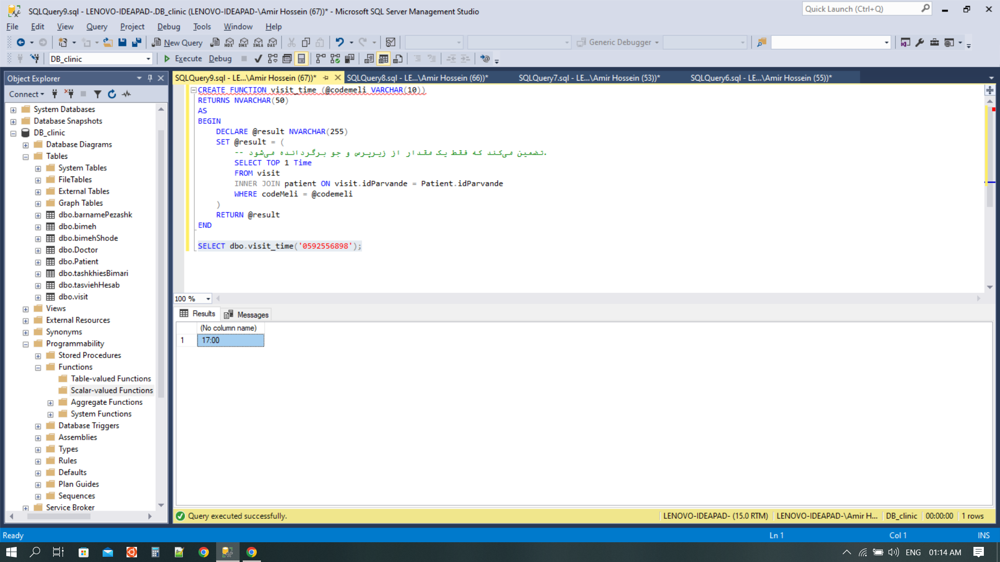 SQLQuery9.sql - LENOVO-IDEAPAD-.DB_clinic (LENOVO-IDEAPAD-\Amir Hossein (67))* - Microsoft SQL Server Management Studio
Quick Launch (Ctrl+Q)
File Edit View Query Project Debug Tools Window Help
New Query MDX DMX XMLA DAX Generic Debugger
DB_clinic Execute Debug
Object Explorer
Connect
System Databases
Database Snapshots
DB_clinic
Database Diagrams
Tables
System Tables
FileTables
External Tables
Graph Tables
dbo.barnamePezashk
dbo.bimeh
dbo.bimehShode
dbo.Doctor
dbo.Patient
dbo.tashkhiesBimari
dbo.tasviehHesab
dbo.visit
Views
External Resources
Synonyms
Programmability
Stored Procedures
Functions
Table-valued Functions
Scalar-valued Functions
Aggregate Functions
System Functions
Database Triggers
Assemblies
Types
Rules
Defaults
Plan Guides
Sequences
Service Broker
SQLQuery9.sql - LE...\Amir Hossein (67))* SQLQuery8.sql - LE...\Amir Hossein (66))* SQLQuery7.sql - LE...\Amir Hossein (53))* SQLQuery6.sql - LE...\Amir Hossein (55))*
CREATE FUNCTION visit_time (@codemeli VARCHAR(10))
RETURNS NVARCHAR(50)
AS
BEGIN
DECLARE @result NVARCHAR(255)
SET @result = (
-- تضمین می‌کند که فقط یک مقدار از زیرپرس و جو برگردانده می‌شود.
SELECT TOP 1 Time
FROM visit
INNER JOIN patient ON visit.idParvande = Patient.idParvande
WHERE codeMeli = @codemeli
)
RETURN @result
END
SELECT dbo.visit_time('0592556898');
100 %
Results Messages
(No column name)
1 17:00
Query executed successfully. LENOVO-IDEAPAD- (15.0 RTM) LENOVO-IDEAPAD-\Amir H... DB_clinic 00:00:00 1 rows
Ready Ln 1 Col 1 INS
ENG 01:14 AM